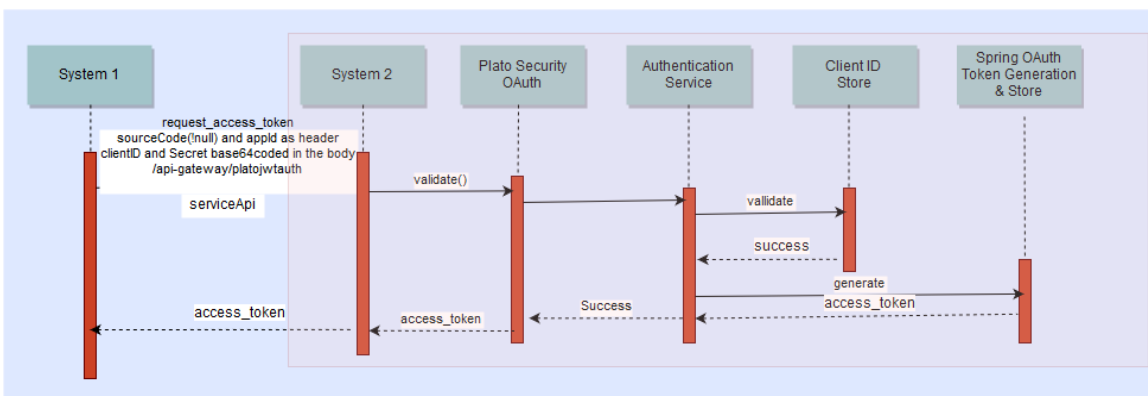 System 1
System 2
Plato Security
OAuth
Authentication
Service
Client ID
Store
Spring OAuth
Token Generation
& Store
request_access_token
sourceCode(!null) and appId as header
clientID and Secret base64coded in the body
/api-gateway/platojwtauth
serviceApi
validate()
vallidate
success
generate
access_token
Success
access_token
access_token